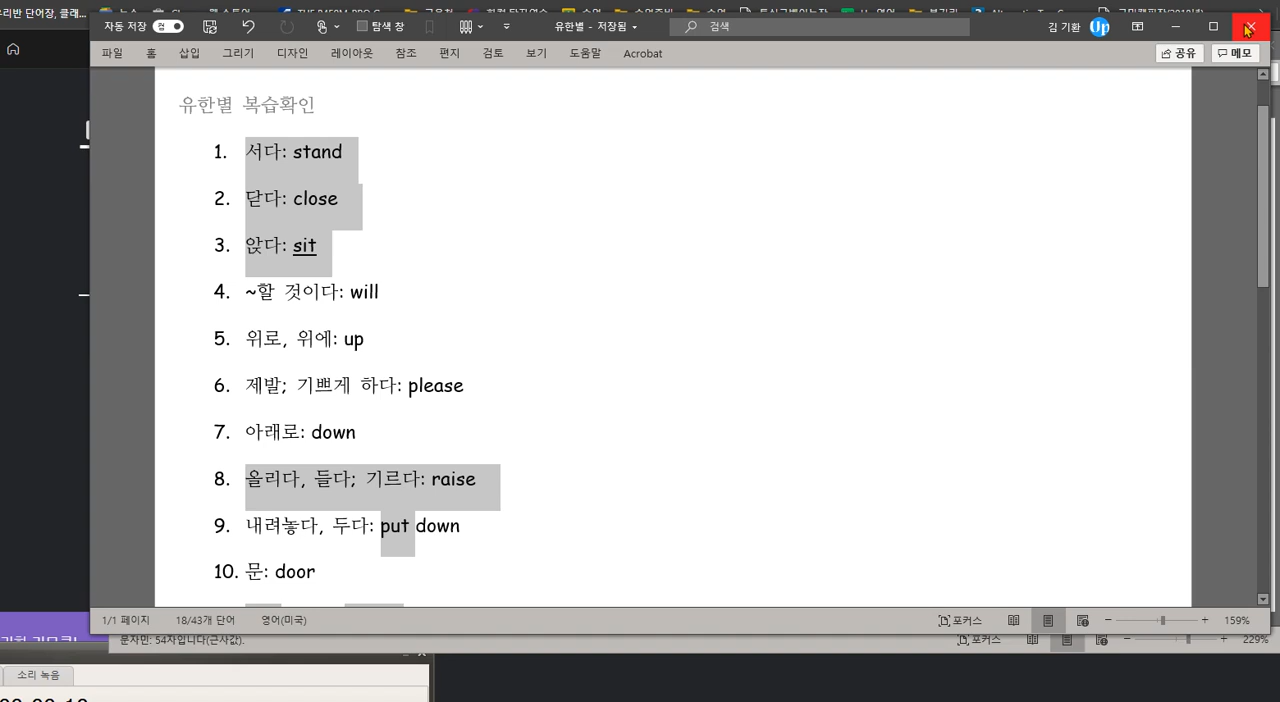 자동 저장 탐색 창 유한별 - 저장됨 검색 김 기환 Up
파일 홈 삽입 그리기 디자인 레이아웃 참조 편지 검토 보기 도움말 Acrobat 공유 메모
유한별 복습확인
1. 서다: stand
2. 닫다: close
3. 앉다: sit
4. ~할 것이다: will
5. 위로, 위에: up
6. 제발; 기쁘게 하다: please
7. 아래로: down
8. 올리다, 들다; 기르다: raise
9. 내려놓다, 두다: put down
10. 문: door
1/1 페이지 18/43개 단어 영어(미국) 포커스 159%
문자만: 54자입니다(근사값). 포커스 229%
소리 녹음